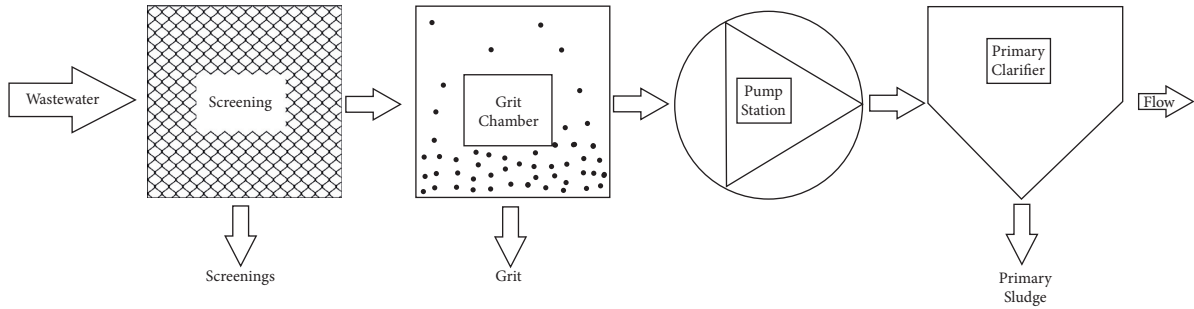 Wastewater
Screening
Grit
Chamber
Pump
Station
Primary
Clarifier
Flow
Screenings
Grit
Primary
Sludge